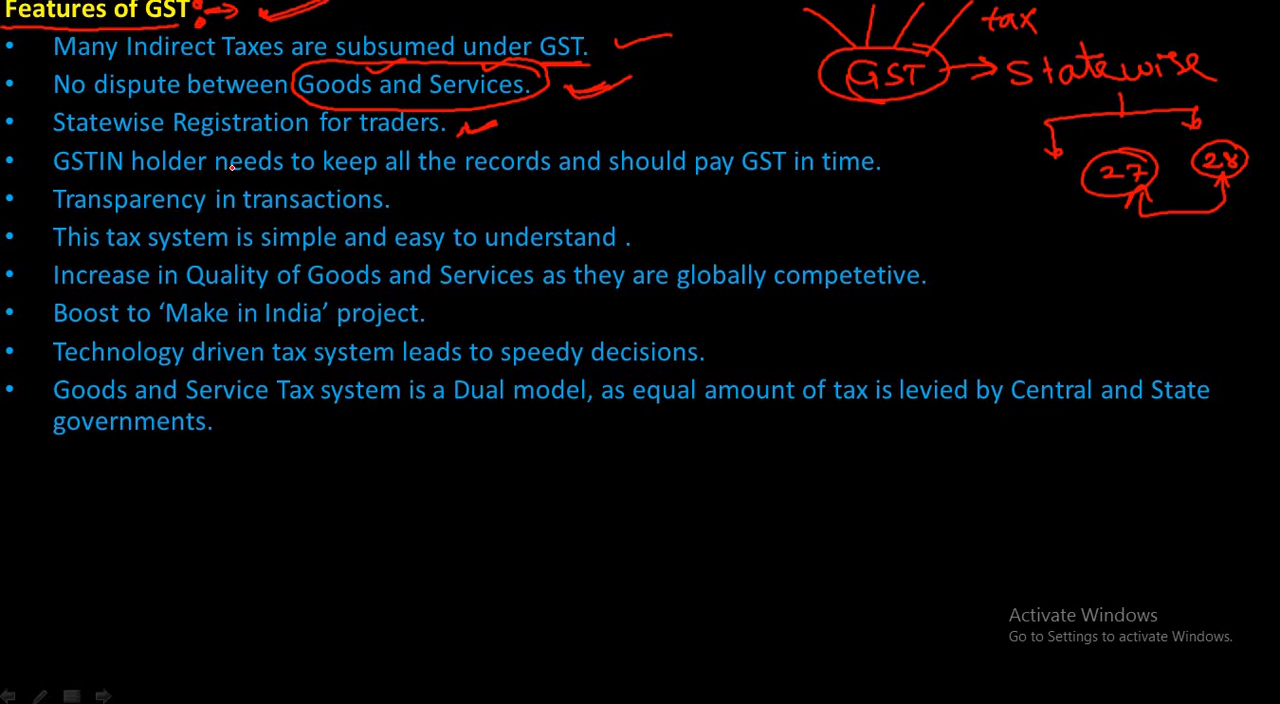 Features of GST :
• Many Indirect Taxes are subsumed under GST.
• No dispute between Goods and Services.
• Statewise Registration for traders.
• GSTIN holder needs to keep all the records and should pay GST in time.
• Transparency in transactions.
• This tax system is simple and easy to understand .
• Increase in Quality of Goods and Services as they are globally competetive.
• Boost to ‘Make in India’ project.
• Technology driven tax system leads to speedy decisions.
• Goods and Service Tax system is a Dual model, as equal amount of tax is levied by Central and State
governments.
tax
GST → Statewise
27 28
Activate Windows
Go to Settings to activate Windows.